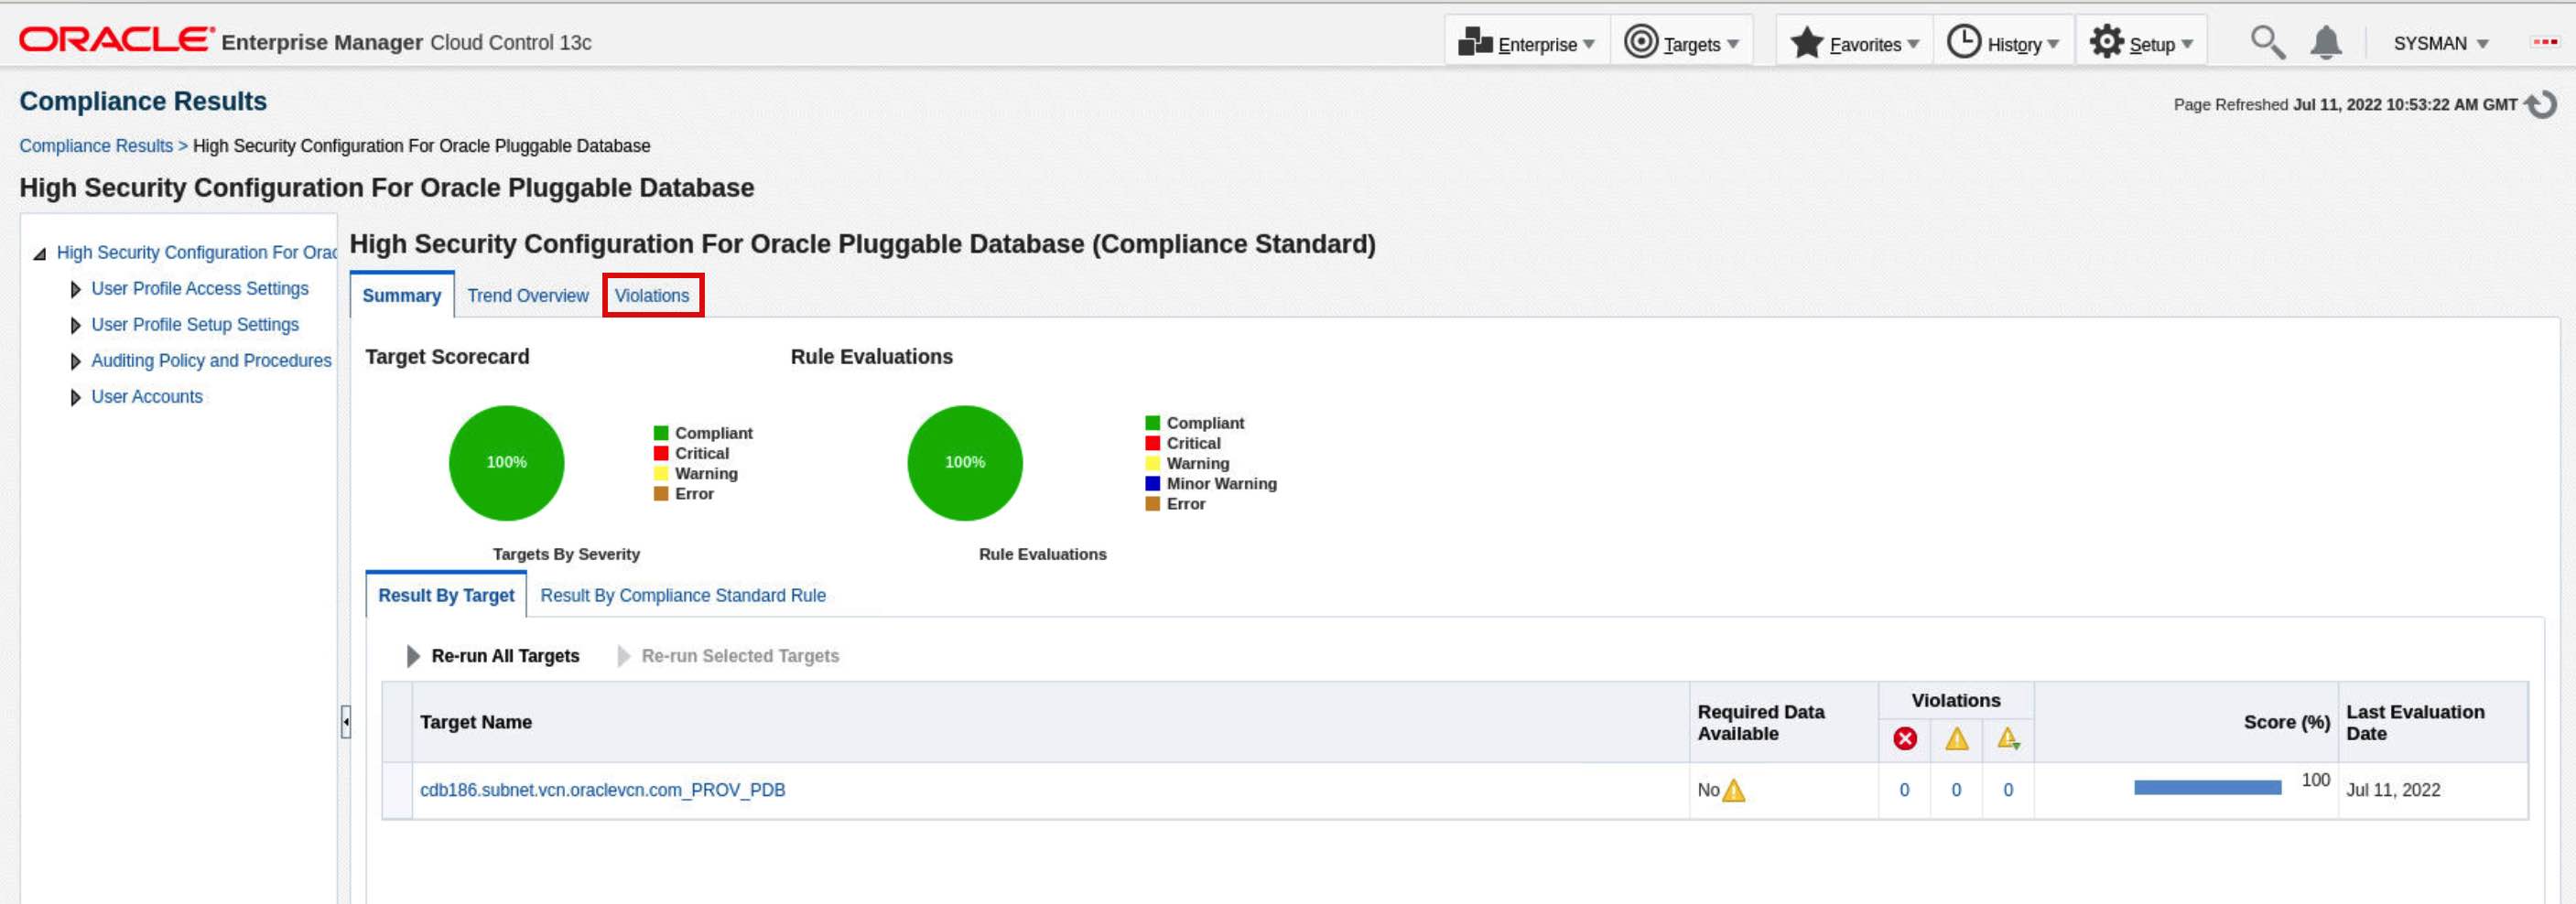 ORACLE Enterprise Manager Cloud Control 13c
Enterprise
Targets
Favorites
History
Setup
SYSMAN
Compliance Results
Page Refreshed Jul 11, 2022 10:53:22 AM GMT
Compliance Results > High Security Configuration For Oracle Pluggable Database
High Security Configuration For Oracle Pluggable Database
High Security Configuration For Orac
User Profile Access Settings
User Profile Setup Settings
Auditing Policy and Procedures
User Accounts
High Security Configuration For Oracle Pluggable Database (Compliance Standard)
Summary
Trend Overview
Violations
Target Scorecard
100%
Compliant
Critical
Warning
Error
Targets By Severity
Rule Evaluations
100%
Compliant
Critical
Warning
Minor Warning
Error
Rule Evaluations
Result By Target
Result By Compliance Standard Rule
Re-run All Targets
Re-run Selected Targets
Target Name
Required Data
Available
Violations
Score (%)
Last Evaluation
Date
cdb186.subnet.vcn.oraclevcn.com_PROV_PDB
No
0
0
0
100
Jul 11, 2022